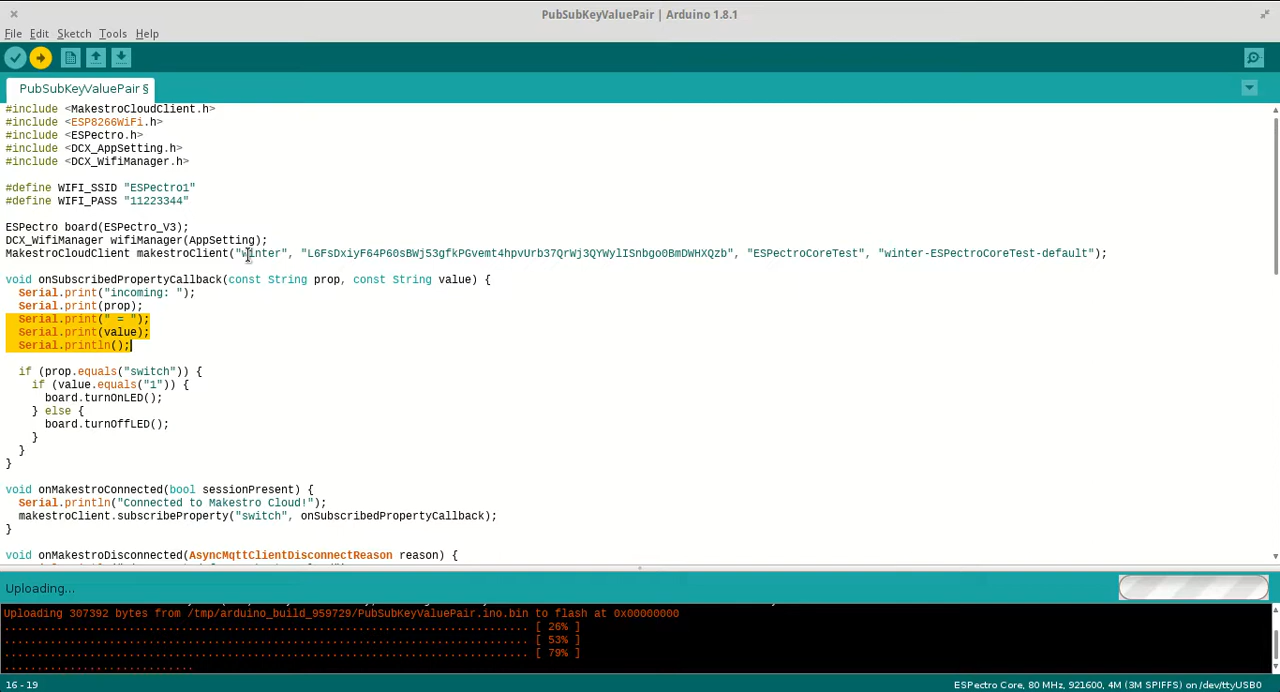 PubSubKeyValuePair | Arduino 1.8.1
File Edit Sketch Tools Help
PubSubKeyValuePair §
#include <MakestroCloudClient.h>
#include <ESP8266WiFi.h>
#include <ESPectro.h>
#include <DCX_AppSetting.h>
#include <DCX_WifiManager.h>
#define WIFI_SSID "ESPectro1"
#define WIFI_PASS "11223344"
ESPectro board(ESPectro_V3);
DCX_WifiManager wifiManager(AppSetting);
MakestroCloudClient makestroClient("winter", "L6FsDxiyF64P60sBWj53gfkPGvemt4hpvUrb37QrWj3QYWylISnbgo0BmDWHXQzb", "ESPectroCoreTest", "winter-ESPectroCoreTest-default");
void onSubscribedPropertyCallback(const String prop, const String value) {
Serial.print("incoming: ");
Serial.print(prop);
Serial.print(" = ");
Serial.print(value);
Serial.println();
if (prop.equals("switch")) {
if (value.equals("1")) {
board.turnOnLED();
} else {
board.turnOffLED();
}
}
}
void onMakestroConnected(bool sessionPresent) {
Serial.println("Connected to Makestro Cloud!");
makestroClient.subscribeProperty("switch", onSubscribedPropertyCallback);
}
void onMakestroDisconnected(AsyncMqttClientDisconnectReason reason) {
Uploading...
Uploading 307392 bytes from /tmp/arduino_build_959729/PubSubKeyValuePair.ino.bin to flash at 0x00000000
................................................................................ [ 26% ]
................................................................................ [ 53% ]
................................................................................ [ 79% ]
.............................
16 - 19
ESPectro Core, 80 MHz, 921600, 4M (3M SPIFFS) on /dev/ttyUSB0